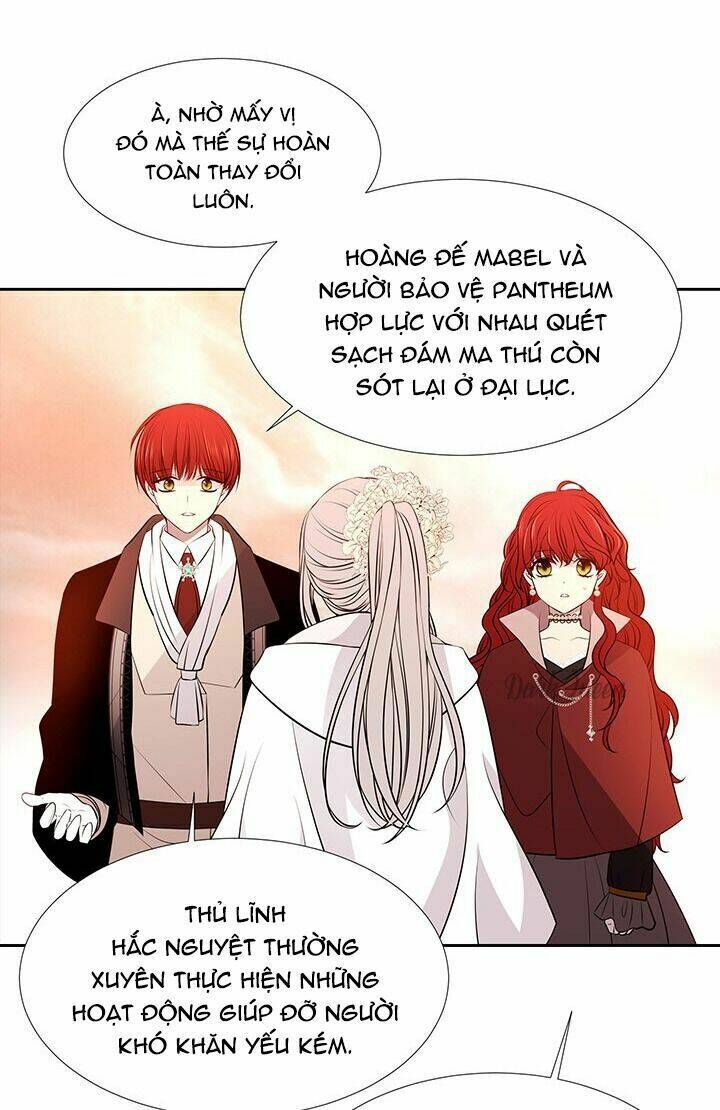 À, NHỜ MẤY VỊ
ĐÓ MÀ THẾ SỰ HOÀN
TOÀN THAY ĐỔI
LUÔN.
HOÀNG ĐẾ MABEL VÀ
NGƯỜI BẢO VỆ PANTHEUM
HỢP LỰC VỚI NHAU QUÉT
SẠCH ĐÁM MA THÚ CÒN
SÓT LẠI Ở ĐẠI LỤC.
THỦ LĨNH
HẮC NGUYỆT THƯỜNG
XUYÊN THỰC HIỆN NHỮNG
HOẠT ĐỘNG GIÚP ĐỠ NGƯỜI
KHÓ KHĂN YẾU KÉM.